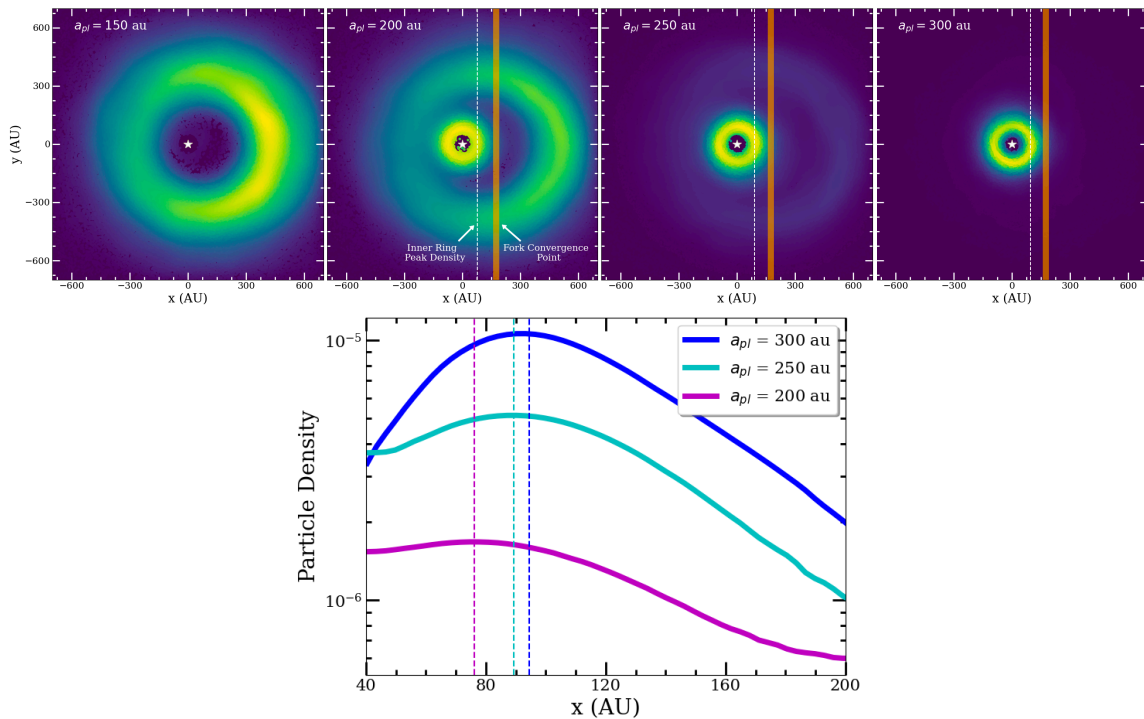 a_pl = 150 AU
a_pl = 200 AU
a_pl = 250 AU
a_pl = 300 AU
600
300
0
−300
−600
y (AU)
Inner Ring
Peak Density
Fork Convergence
Point
−600 −300 0 300 600
−600 −300 0 300 600
−600 −300 0 300 600
−600 −300 0 300 600
x (AU)
x (AU)
x (AU)
x (AU)
10⁻⁵
10⁻⁶
Particle Density
a_pl = 300 au
a_pl = 250 au
a_pl = 200 au
40 80 120 160 200
x (AU)